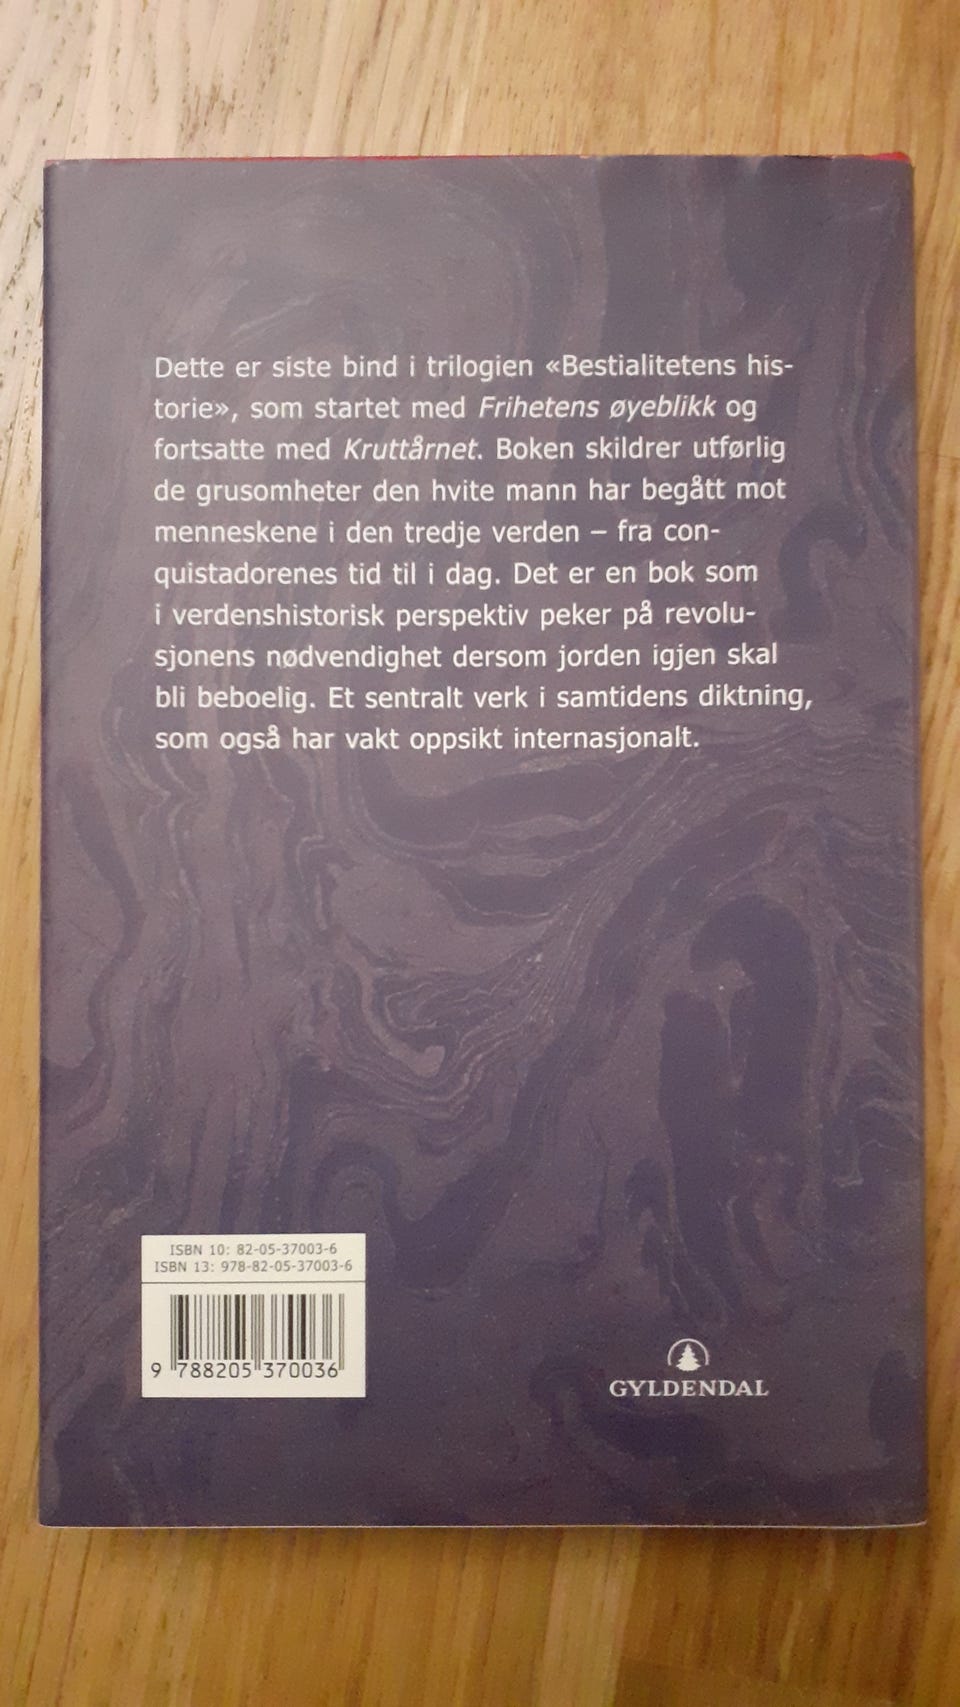 Dette er siste bind i trilogien «Bestialitetens his-
torie», som startet med Frihetens øyeblikk og
fortsatte med Kruttårnet. Boken skildrer utførlig
de grusomheter den hvite mann har begått mot
menneskene i den tredje verden – fra con-
quistadorenes tid til i dag. Det er en bok som
i verdenshistorisk perspektiv peker på revolu-
sjonens nødvendighet dersom jorden igjen skal
bli beboelig. Et sentralt verk i samtidens diktning,
som også har vakt oppsikt internasjonalt.
ISBN 10: 82-05-37003-6
ISBN 13: 978-82-05-37003-6
9 788205 370036
GYLDENDAL